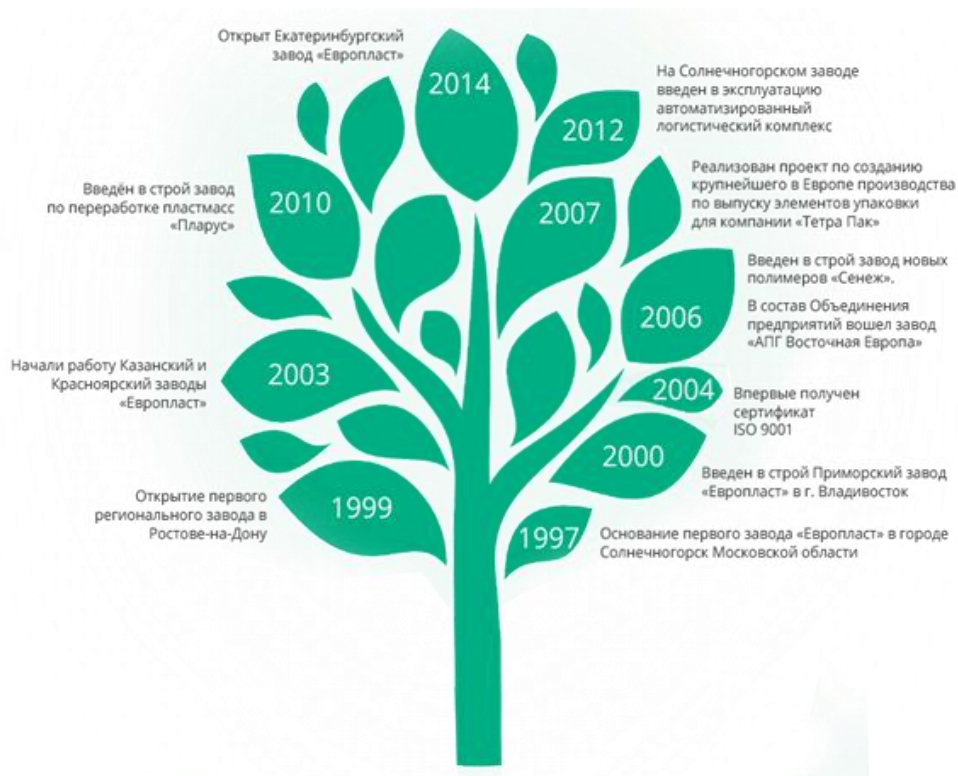 Открыт Екатеринбургский
завод «Европласт»
2014
На Солнечногорском заводе
введен в эксплуатацию
автоматизированный
логистический комплекс
2012
Введён в строй завод
по переработке пластмасс
«Пларус»
2010
Реализован проект по созданию
крупнейшего в Европе производства
по выпуску элементов упаковки
для компании «Тетра Пак»
2007
Введен в строй завод новых
полимеров «Сенеж».
В состав Объединения
предприятий вошел завод
«АПГ Восточная Европа»
2006
Начали работу Казанский и
Красноярский заводы
«Европласт»
2003
2004
Впервые получен
сертификат
ISO 9001
2000
Введен в строй Приморский завод
«Европласт» в г. Владивосток
Открытие первого
регионального завода в
Ростове-на-Дону
1999
1997
Основание первого завода «Европласт» в городе
Солнечногорск Московской области